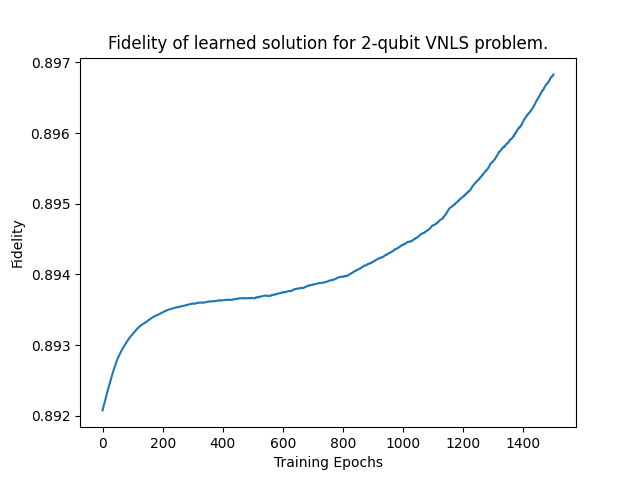 Fidelity of learned solution for 2-qubit VNLS problem.
0.897
0.896
0.895
0.894
0.893
0.892
Fidelity
0 200 400 600 800 1000 1200 1400
Training Epochs